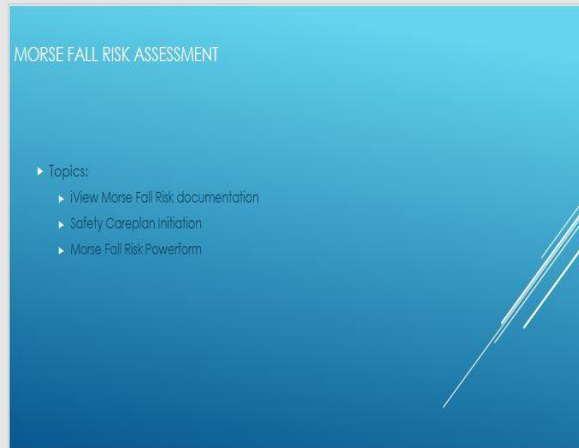 MORSE FALL RISK ASSESSMENT
Topics:
iView Morse Fall Risk documentation
Safety Careplan Initiation
Morse Fall Risk Powerform